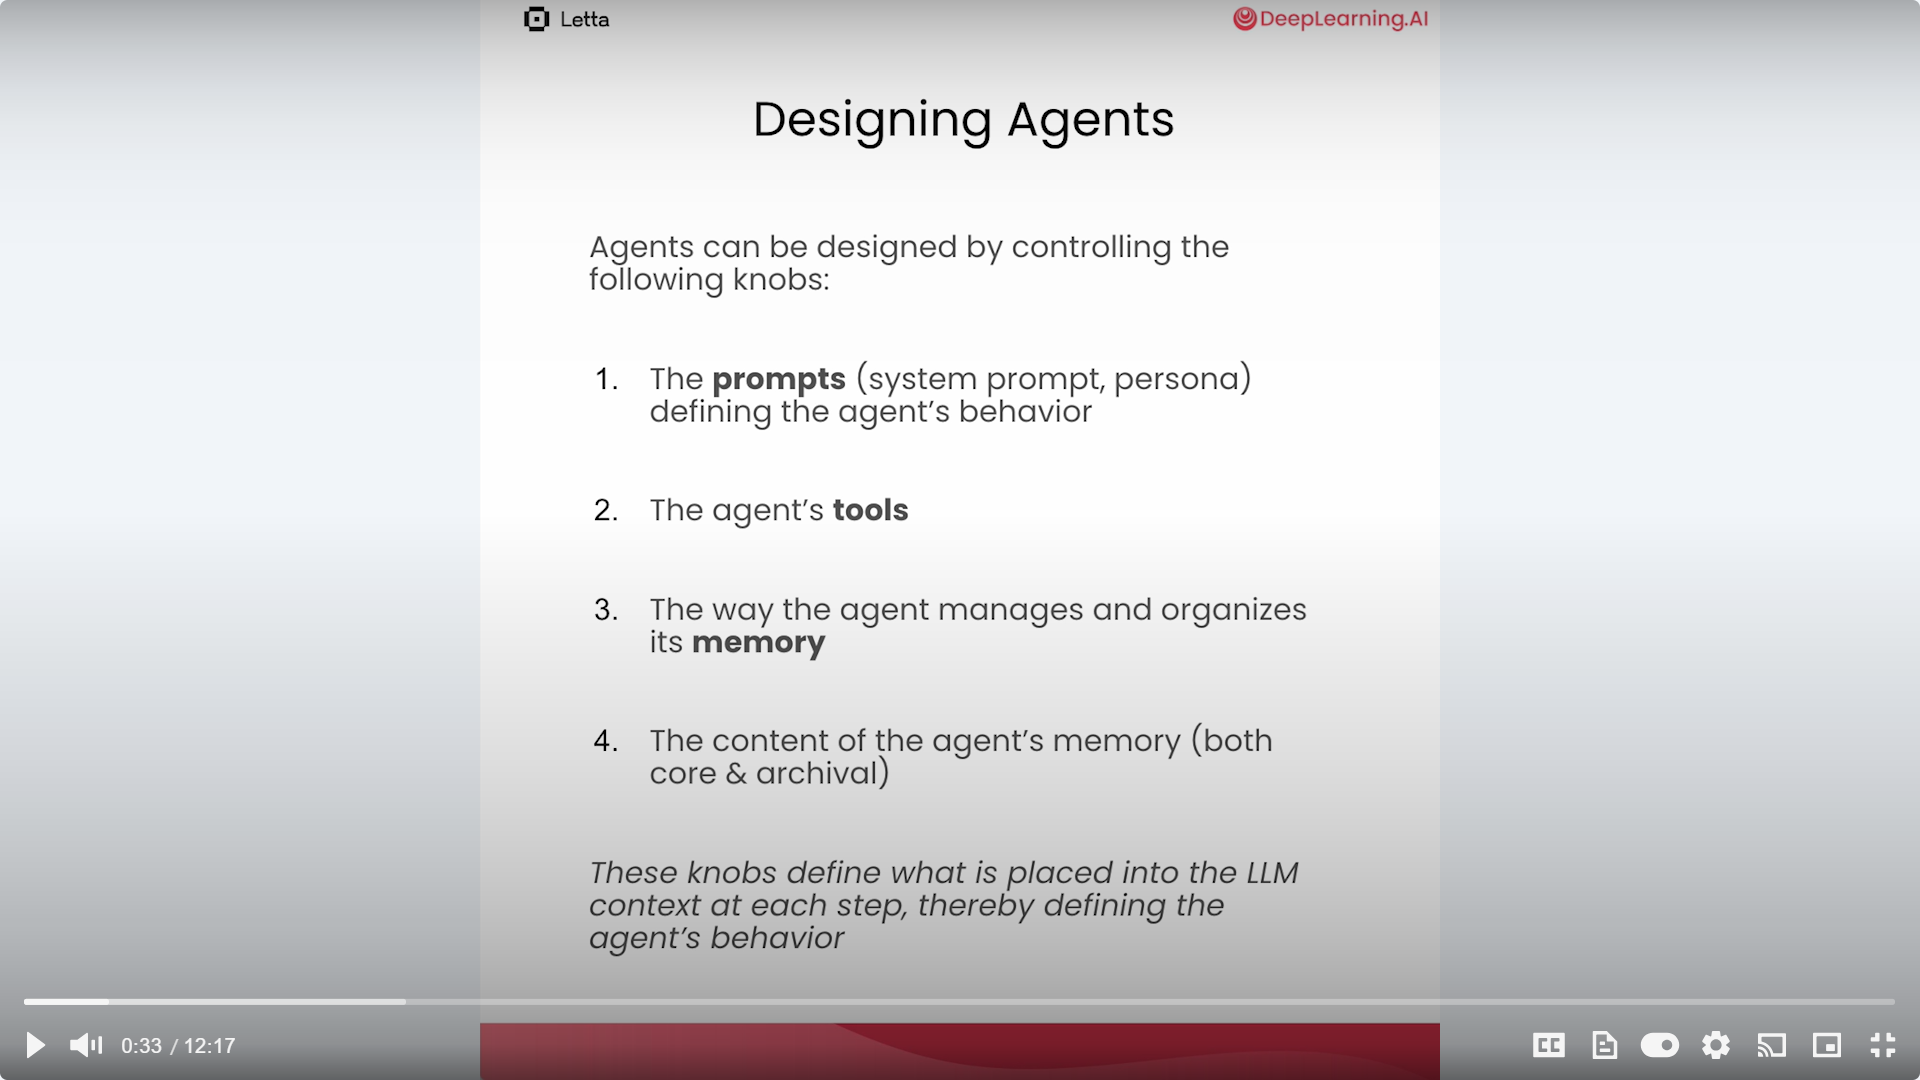 Letta
DeepLearning.AI
Designing Agents
Agents can be designed by controlling the
following knobs:
1. The prompts (system prompt, persona)
defining the agent’s behavior
2. The agent’s tools
3. The way the agent manages and organizes
its memory
4. The content of the agent’s memory (both
core & archival)
These knobs define what is placed into the LLM
context at each step, thereby defining the
agent’s behavior
0:33 / 12:17
CC